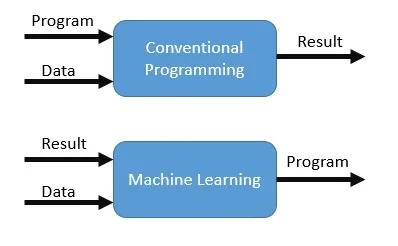 Program
Conventional
Programming
Result
Data
Result
Machine Learning
Program
Data